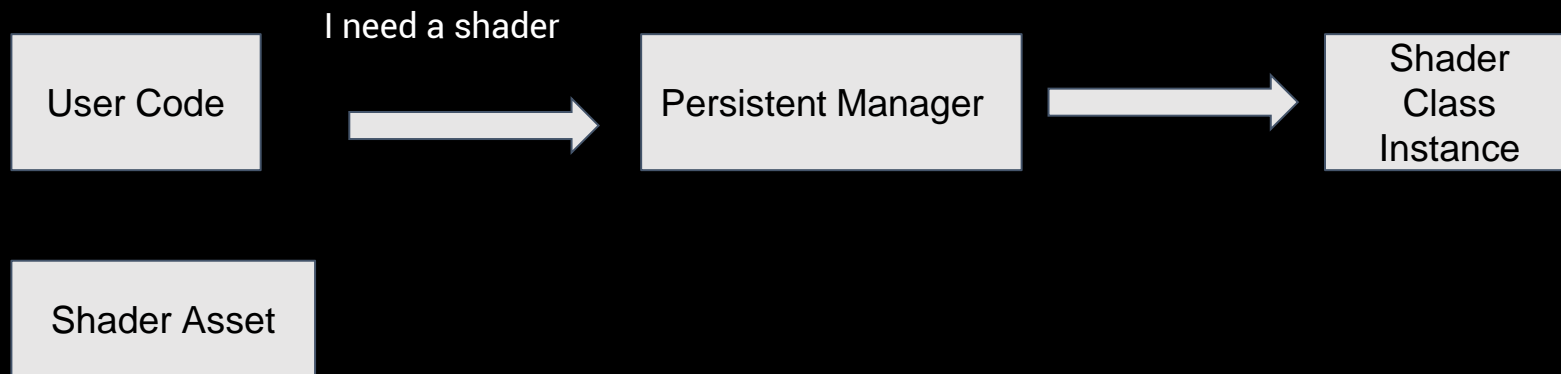 I need a shader
User Code
Persistent Manager
Shader
Class
Instance
Shader Asset